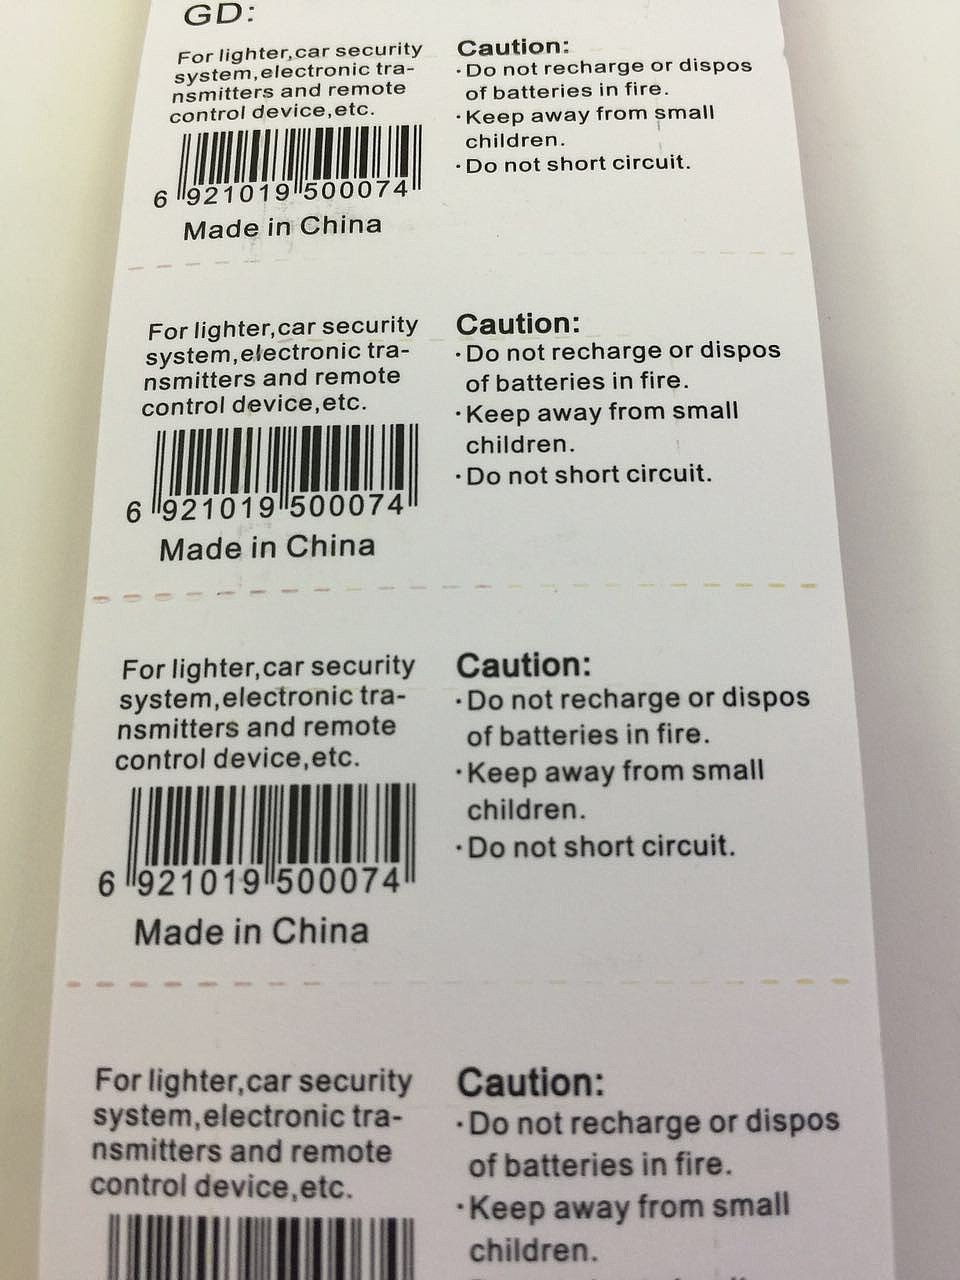 GD:
For lighter,car security
system,electronic tra-
nsmitters and remote
control device,etc.
6 921019 500074
Made in China
Caution:
·Do not recharge or dispos
of batteries in fire.
·Keep away from small
children.
·Do not short circuit.
For lighter,car security
system,electronic tra-
nsmitters and remote
control device,etc.
6 921019 500074
Made in China
Caution:
·Do not recharge or dispos
of batteries in fire.
·Keep away from small
children.
·Do not short circuit.
For lighter,car security
system,electronic tra-
nsmitters and remote
control device,etc.
6 921019 500074
Made in China
Caution:
·Do not recharge or dispos
of batteries in fire.
·Keep away from small
children.
·Do not short circuit.
For lighter,car security
system,electronic tra-
nsmitters and remote
control device,etc.
Caution:
·Do not recharge or dispos
of batteries in fire.
·Keep away from small
children.